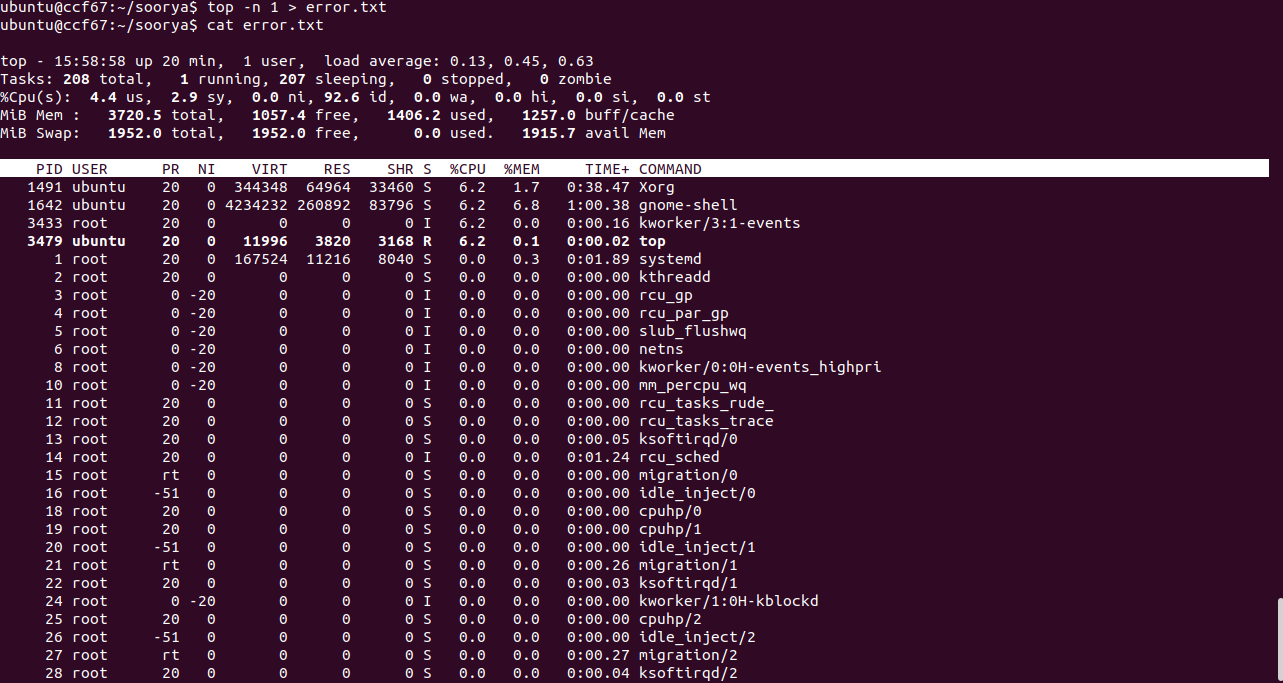 ubuntu@ccf67:~/soorya$ top -n 1 > error.txt
ubuntu@ccf67:~/soorya$ cat error.txt
top - 15:58:58 up 20 min,  1 user,  load average: 0.13, 0.45, 0.63
Tasks: 208 total,   1 running, 207 sleeping,   0 stopped,   0 zombie
%Cpu(s):  4.4 us,  2.9 sy,  0.0 ni, 92.6 id,  0.0 wa,  0.0 hi,  0.0 si,  0.0 st
MiB Mem :   3720.5 total,   1057.4 free,   1406.2 used,   1257.0 buff/cache
MiB Swap:   1952.0 total,   1952.0 free,      0.0 used.   1915.7 avail Mem
PID USER      PR  NI    VIRT    RES    SHR S  %CPU  %MEM     TIME+ COMMAND
1491 ubuntu    20   0  344348  64964  33460 S   6.2   1.7   0:38.47 Xorg
1642 ubuntu    20   0 4234232 260892  83796 S   6.2   6.8   1:00.38 gnome-shell
3433 root      20   0       0      0      0 I   6.2   0.0   0:00.16 kworker/3:1-events
3479 ubuntu    20   0   11996   3820   3168 R   6.2   0.1   0:00.02 top
1 root      20   0  167524  11216   8040 S   0.0   0.3   0:01.89 systemd
2 root      20   0       0      0      0 S   0.0   0.0   0:00.00 kthreadd
3 root       0 -20       0      0      0 I   0.0   0.0   0:00.00 rcu_gp
4 root       0 -20       0      0      0 I   0.0   0.0   0:00.00 rcu_par_gp
5 root       0 -20       0      0      0 I   0.0   0.0   0:00.00 slub_flushwq
6 root       0 -20       0      0      0 I   0.0   0.0   0:00.00 netns
8 root       0 -20       0      0      0 I   0.0   0.0   0:00.00 kworker/0:0H-events_highpri
10 root       0 -20       0      0      0 I   0.0   0.0   0:00.00 mm_percpu_wq
11 root      20   0       0      0      0 S   0.0   0.0   0:00.00 rcu_tasks_rude_
12 root      20   0       0      0      0 S   0.0   0.0   0:00.00 rcu_tasks_trace
13 root      20   0       0      0      0 S   0.0   0.0   0:00.05 ksoftirqd/0
14 root      20   0       0      0      0 I   0.0   0.0   0:01.24 rcu_sched
15 root      rt   0       0      0      0 S   0.0   0.0   0:00.00 migration/0
16 root     -51   0       0      0      0 S   0.0   0.0   0:00.00 idle_inject/0
18 root      20   0       0      0      0 S   0.0   0.0   0:00.00 cpuhp/0
19 root      20   0       0      0      0 S   0.0   0.0   0:00.00 cpuhp/1
20 root     -51   0       0      0      0 S   0.0   0.0   0:00.00 idle_inject/1
21 root      rt   0       0      0      0 S   0.0   0.0   0:00.26 migration/1
22 root      20   0       0      0      0 S   0.0   0.0   0:00.03 ksoftirqd/1
24 root       0 -20       0      0      0 I   0.0   0.0   0:00.00 kworker/1:0H-kblockd
25 root      20   0       0      0      0 S   0.0   0.0   0:00.00 cpuhp/2
26 root     -51   0       0      0      0 S   0.0   0.0   0:00.00 idle_inject/2
27 root      rt   0       0      0      0 S   0.0   0.0   0:00.27 migration/2
28 root      20   0       0      0      0 S   0.0   0.0   0:00.04 ksoftirqd/2